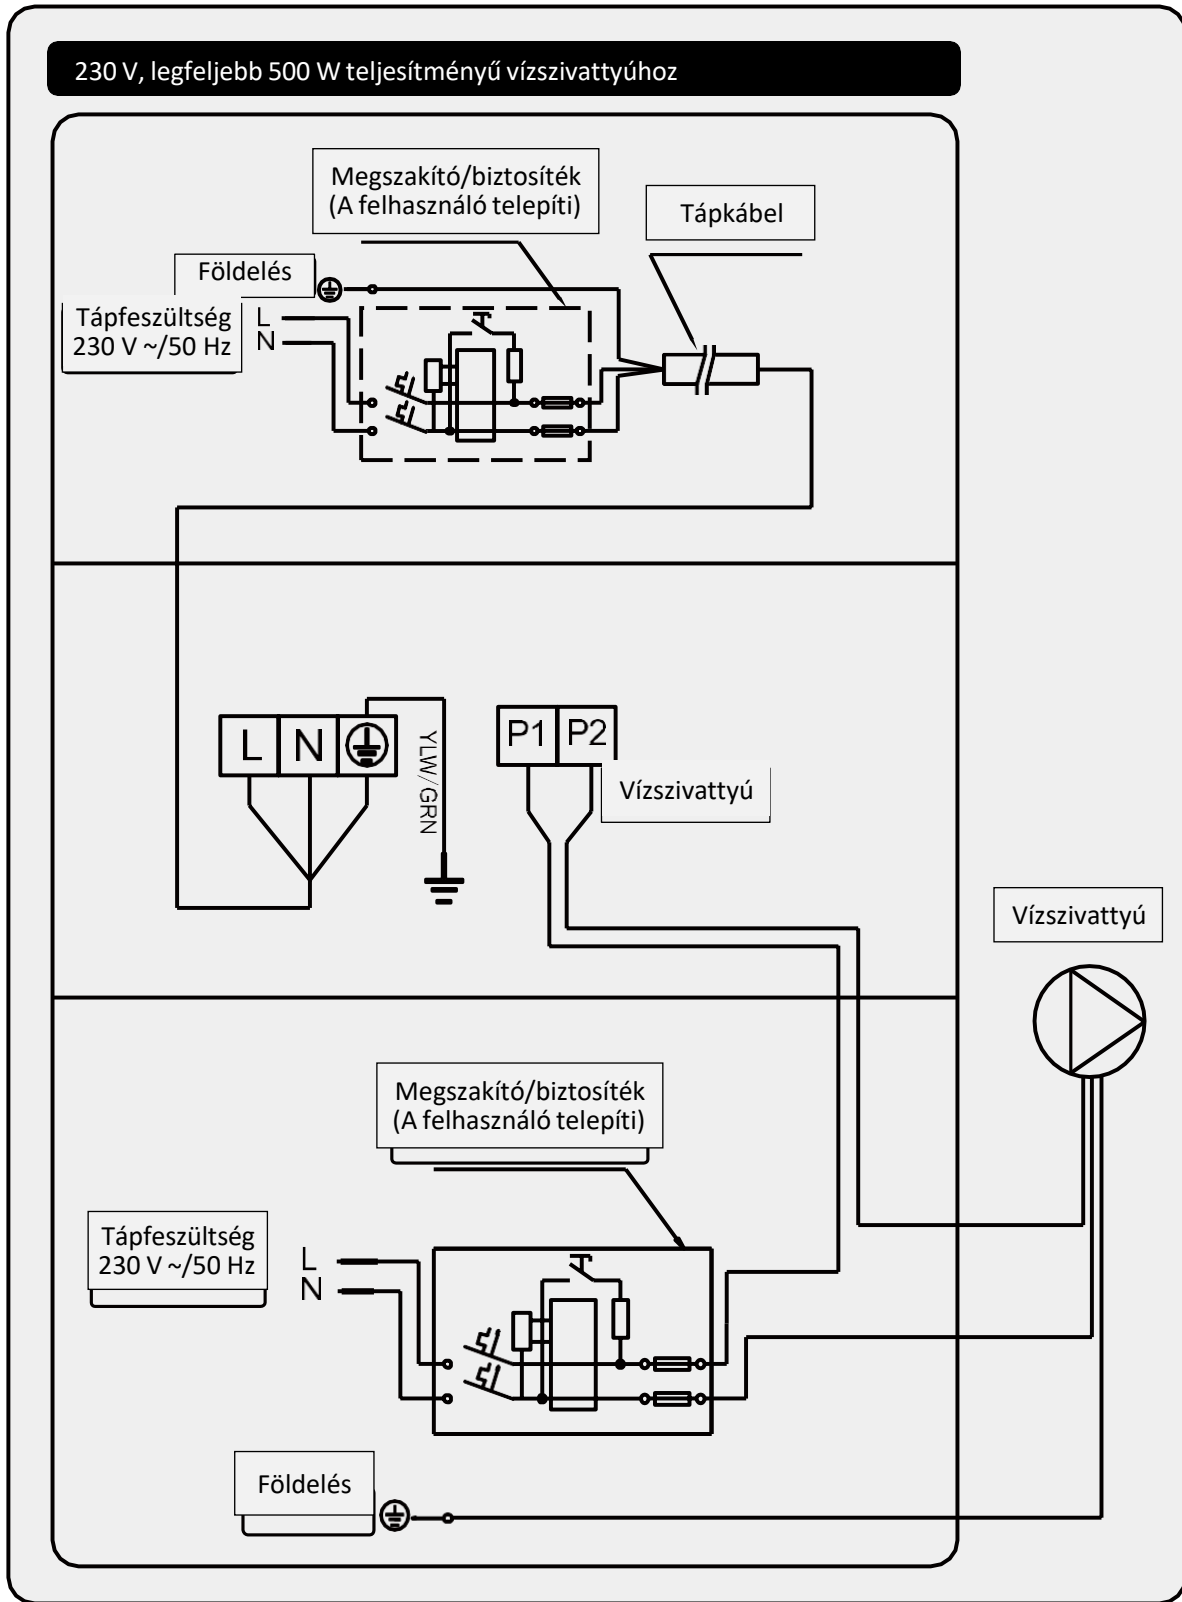 230 V, legfeljebb 500 W teljesítményű vízszivattyúhoz
Megszakító/biztosíték
(A felhasználó telepíti)
Tápkábel
Földelés
Tápfeszültség
230 V ~/50 Hz
L
N
L N
YLW/GRN
P1 P2
Vízszivattyú
Vízszivattyú
Megszakító/biztosíték
(A felhasználó telepíti)
Tápfeszültség
230 V ~/50 Hz
L
N
Földelés